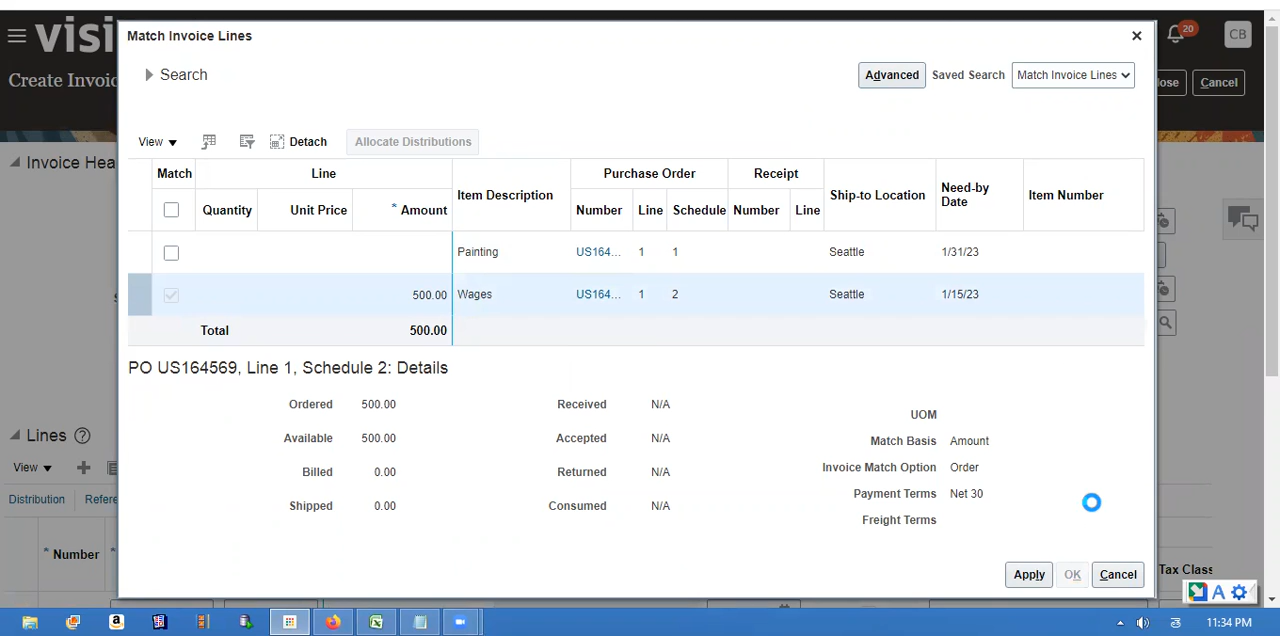 visi
Match Invoice Lines
20
CB
Create Invoic
Search
Advanced
Saved Search
Match Invoice Lines
lose
Cancel
View
Detach
Allocate Distributions
Invoice Hea
Match
Line
Item Description
Purchase Order
Receipt
Ship-to Location
Need-by
Date
Item Number
Quantity
Unit Price
* Amount
Number
Line
Schedule
Number
Line
Painting
US164...
1
1
Seattle
1/31/23
500.00
Wages
US164...
1
2
Seattle
1/15/23
Total
500.00
PO US164569, Line 1, Schedule 2: Details
Ordered
500.00
Received
N/A
UOM
Available
500.00
Accepted
N/A
Match Basis
Amount
Billed
0.00
Returned
N/A
Invoice Match Option
Order
Shipped
0.00
Consumed
N/A
Payment Terms
Net 30
Freight Terms
Lines
View
Distribution
Refere
* Number
*
Tax Class
Apply
OK
Cancel
A
11:34 PM